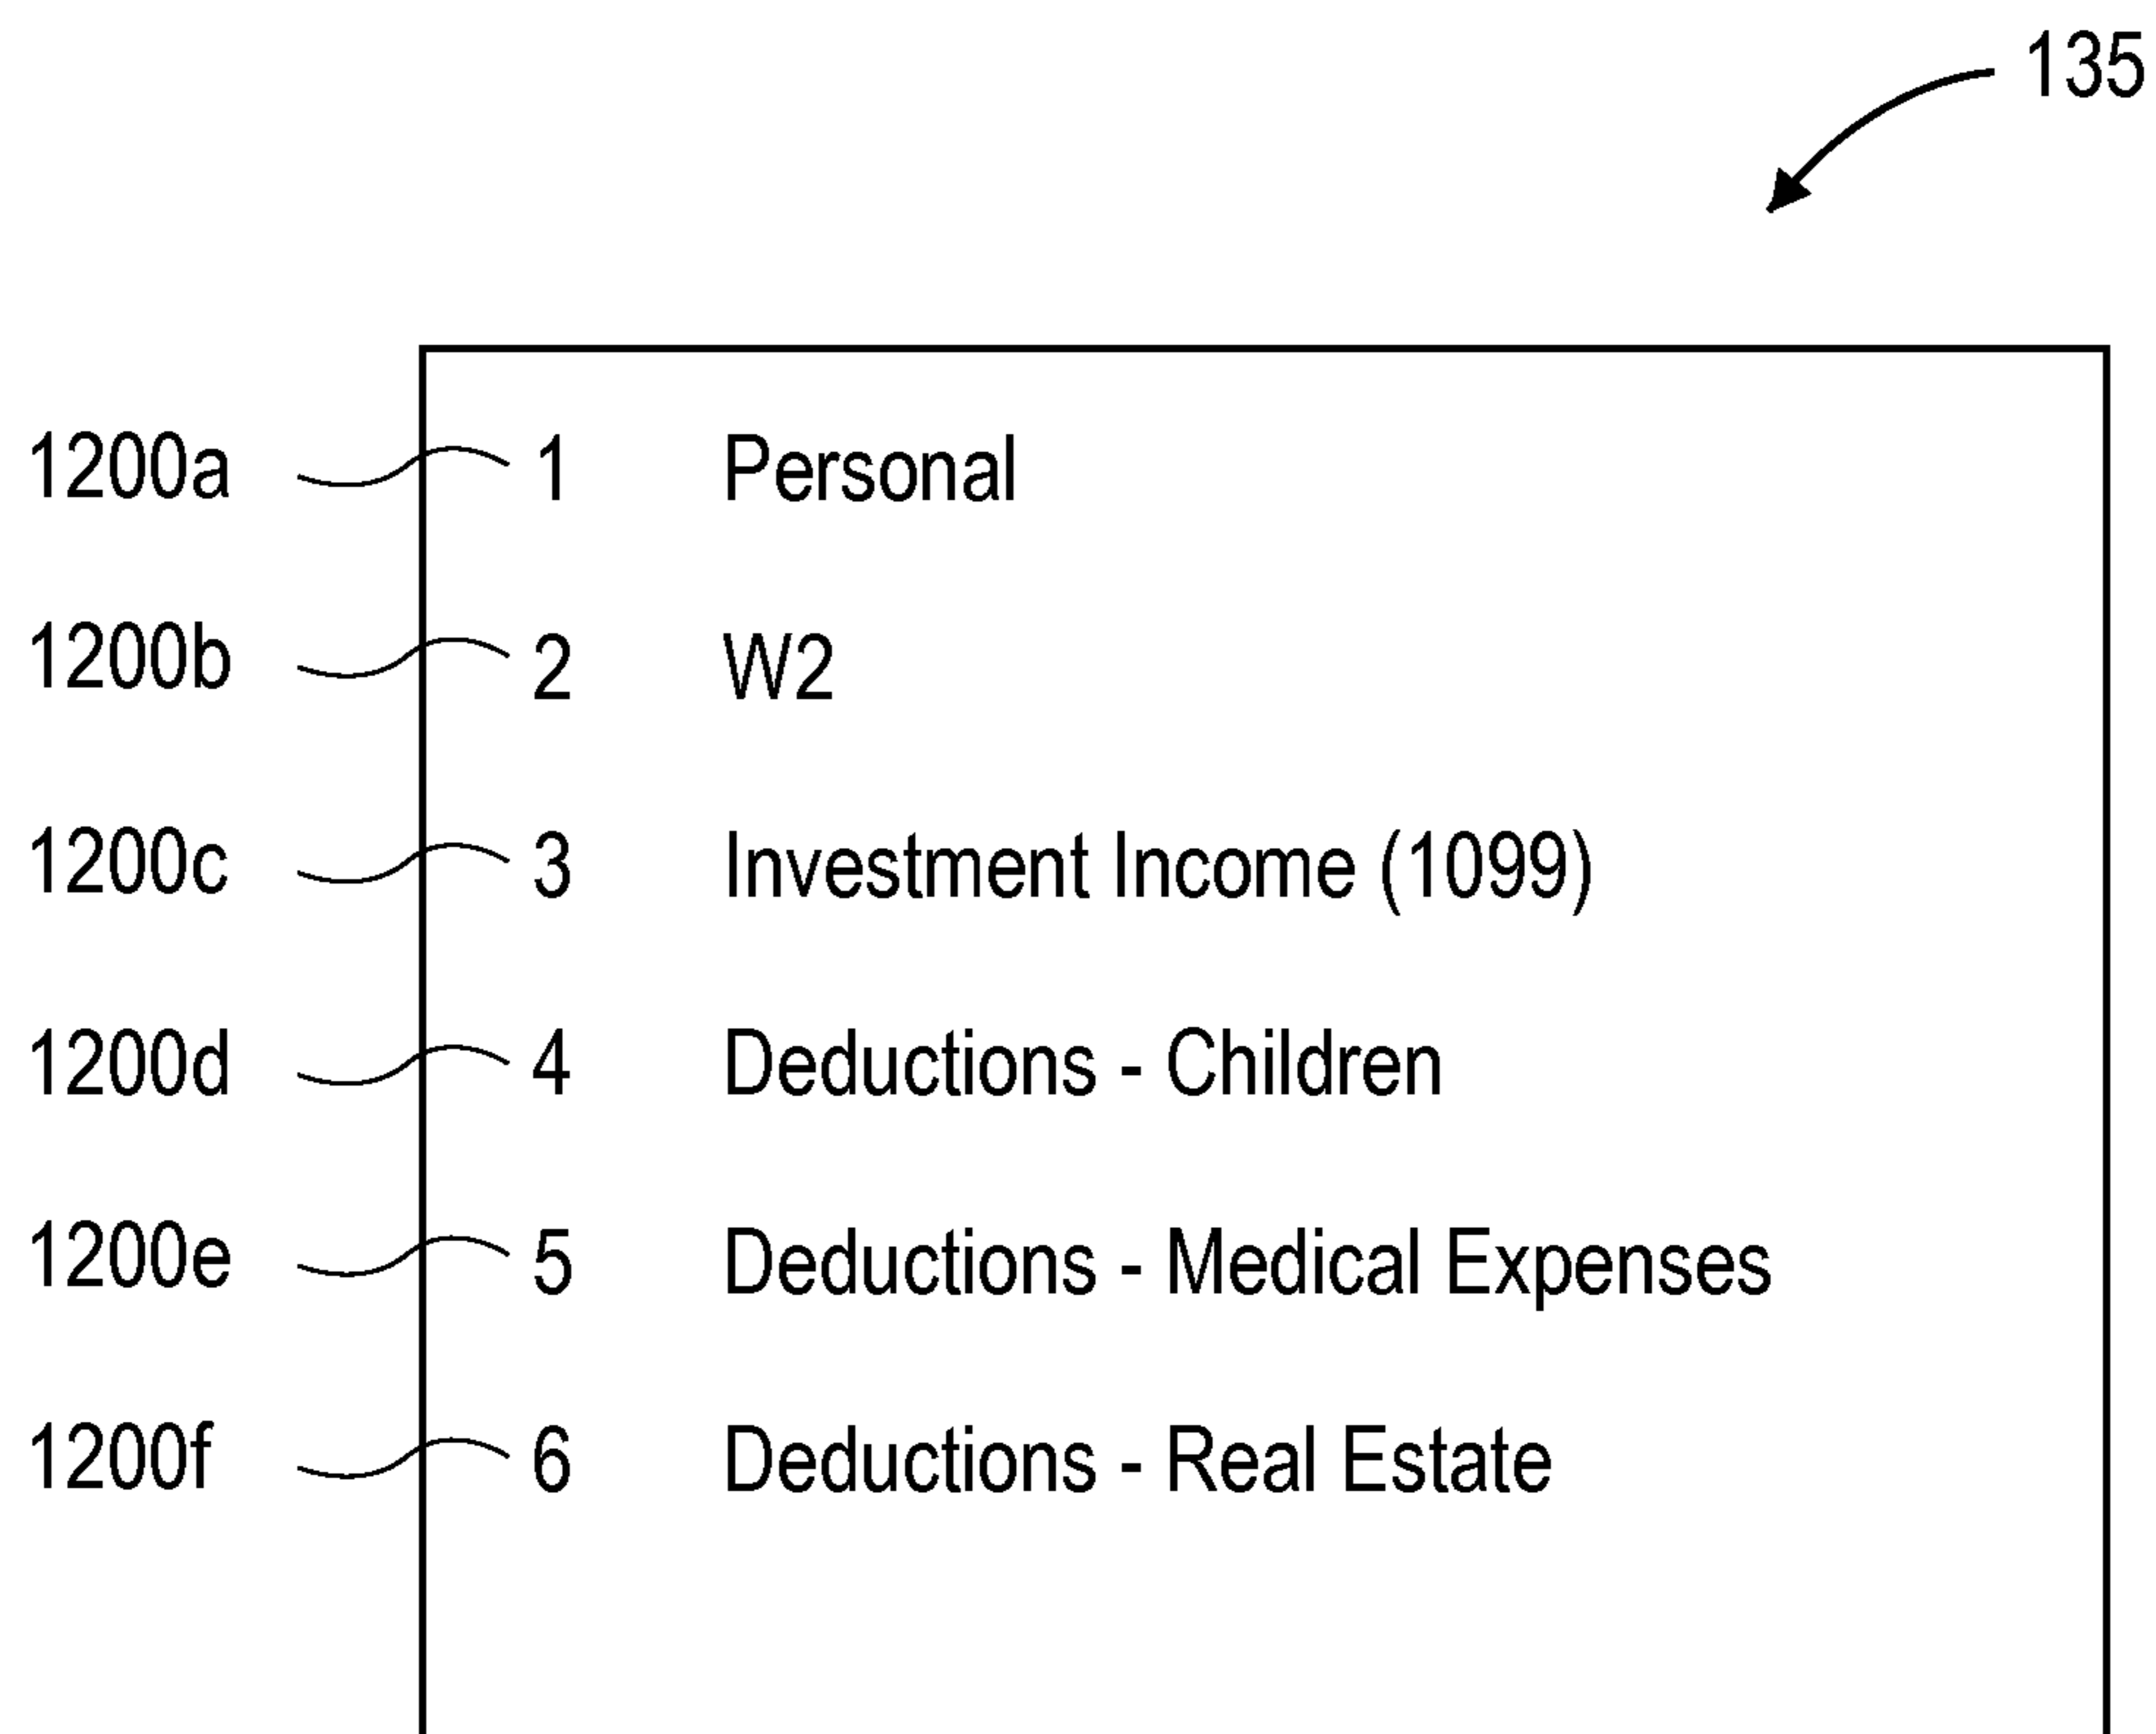 135
1200a 1 Personal
1200b 2 W2
1200c 3 Investment Income (1099)
1200d 4 Deductions - Children
1200e 5 Deductions - Medical Expenses
1200f 6 Deductions - Real Estate